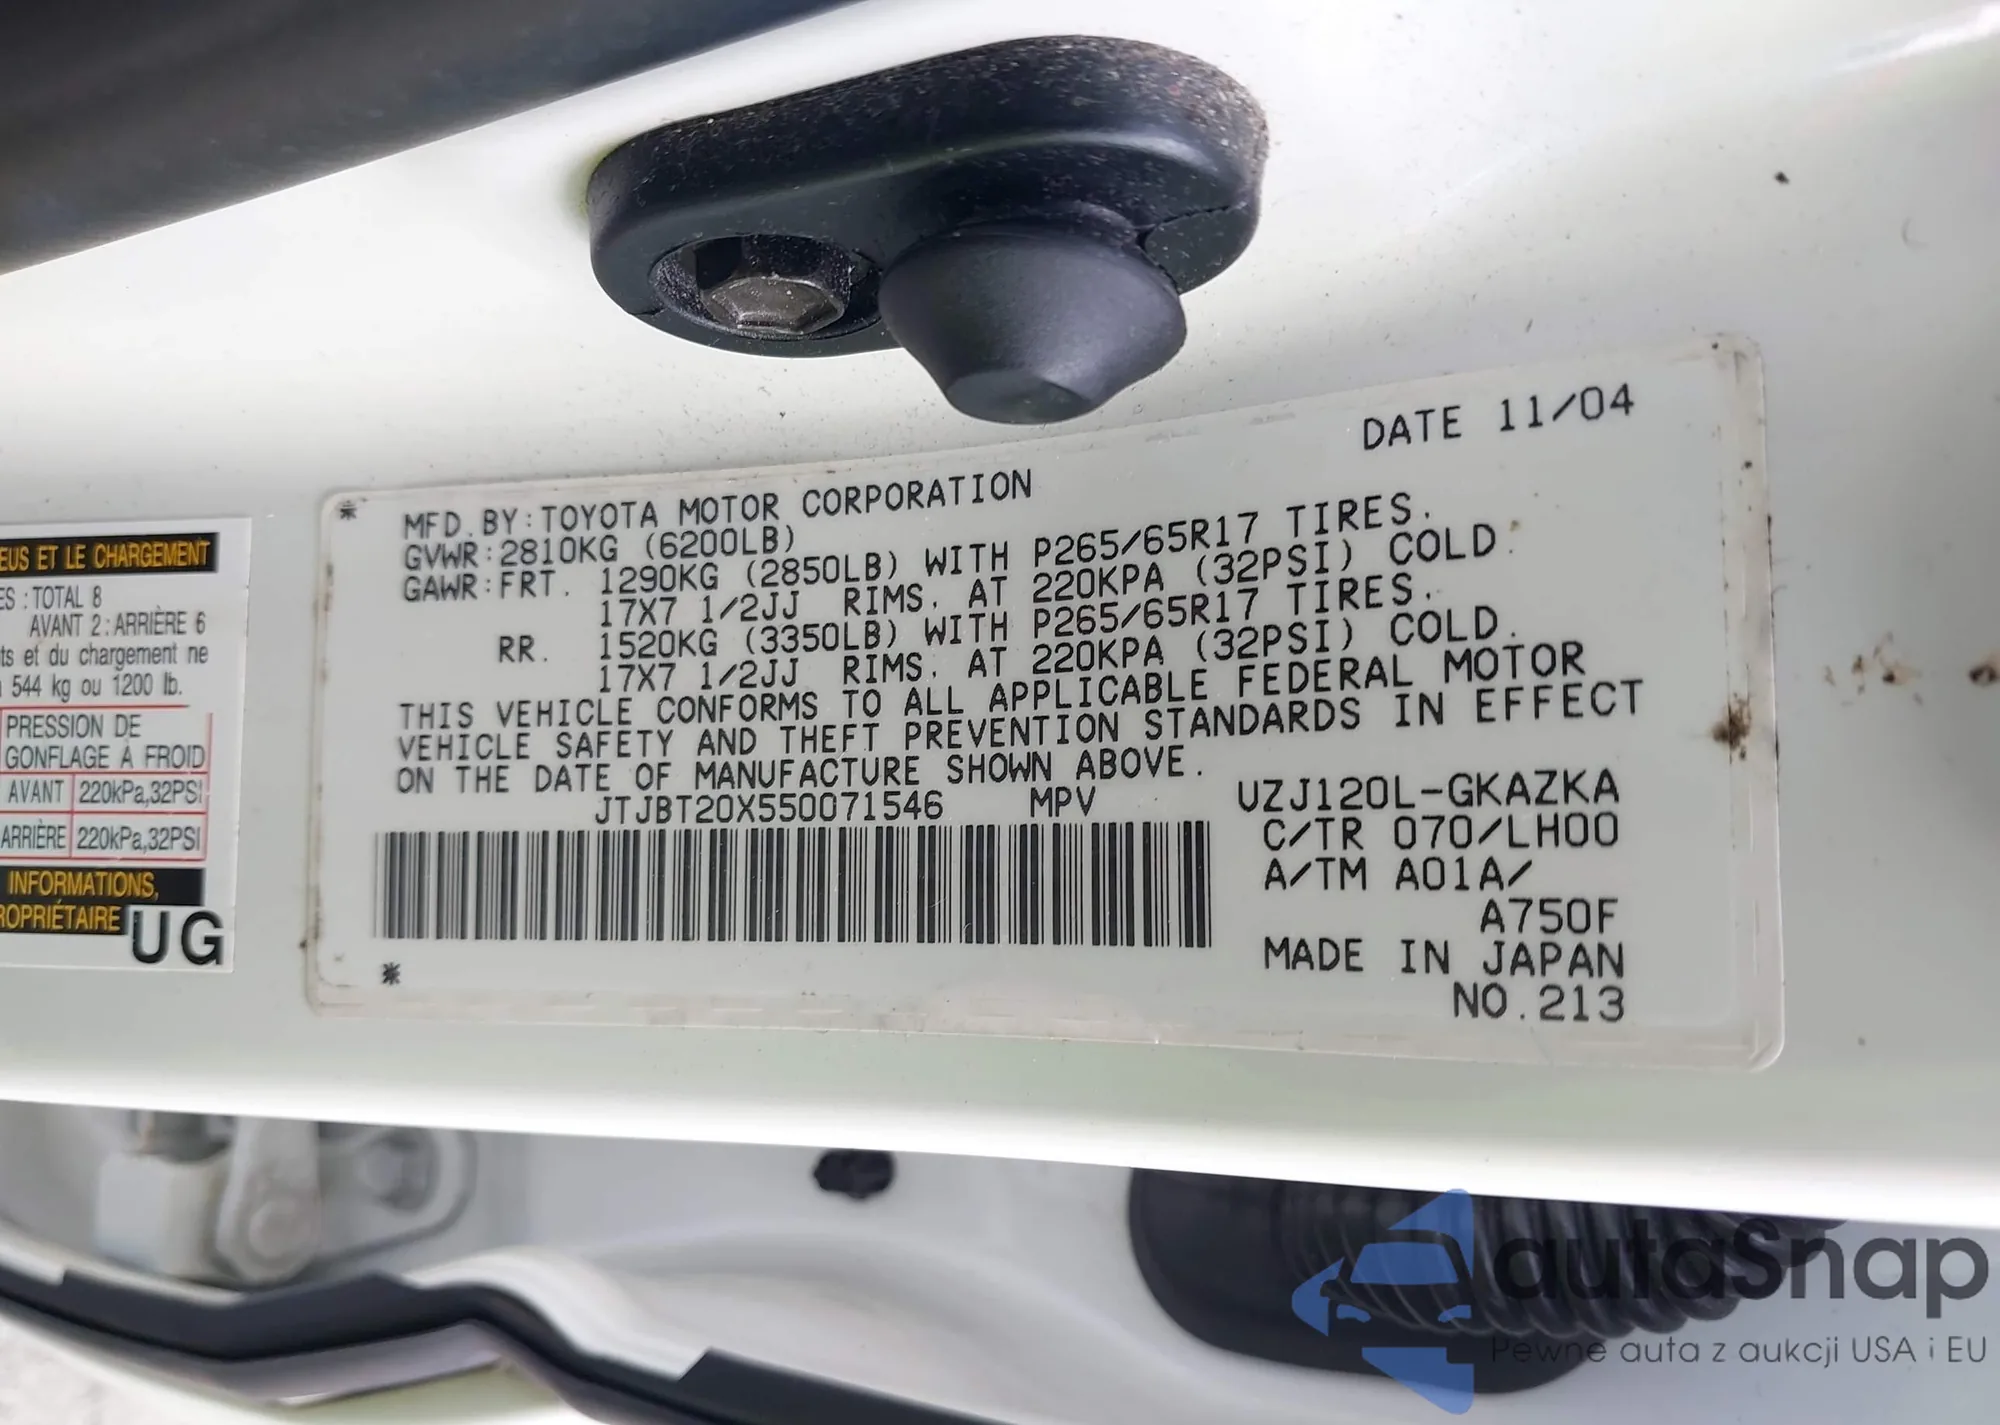 DATE 11/04
MFD. BY: TOYOTA MOTOR CORPORATION
GVWR: 2810KG (6200LB)
GAWR: FRT. 1290KG (2850LB) WITH P265/65R17 TIRES.
17X7 1/2JJ RIMS. AT 220KPA (32PSI) COLD.
RR. 1520KG (3350LB) WITH P265/65R17 TIRES.
17X7 1/2JJ RIMS. AT 220KPA (32PSI) COLD.
THIS VEHICLE CONFORMS TO ALL APPLICABLE FEDERAL MOTOR
VEHICLE SAFETY AND THEFT PREVENTION STANDARDS IN EFFECT
ON THE DATE OF MANUFACTURE SHOWN ABOVE.
JTJBT20X550071546 MPV UZJ120L-GKAZKA
C/TR 070/LH00
A/TM A01A/
A750F
MADE IN JAPAN
NO.213
ET LE CHARGEMENT
: TOTAL 8
AVANT 2: ARRIÈRE 6
et du chargement ne
544 kg ou 1200 lb.
PRESSION DE
GONFLAGE À FROID
AVANT 220kPa,32PSI
ARRIÈRE 220kPa,32PSI
INFORMATIONS,
UG
autaSnap
Pewne auta z aukcji USA i EU